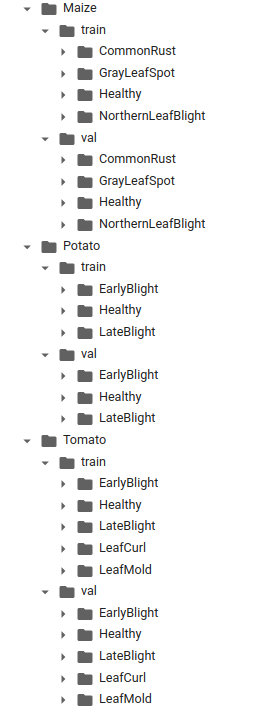 Maize
train
CommonRust
GrayLeafSpot
Healthy
NorthernLeafBlight
val
CommonRust
GrayLeafSpot
Healthy
NorthernLeafBlight
Potato
train
EarlyBlight
Healthy
LateBlight
val
EarlyBlight
Healthy
LateBlight
Tomato
train
EarlyBlight
Healthy
LateBlight
LeafCurl
LeafMold
val
EarlyBlight
Healthy
LateBlight
LeafCurl
LeafMold